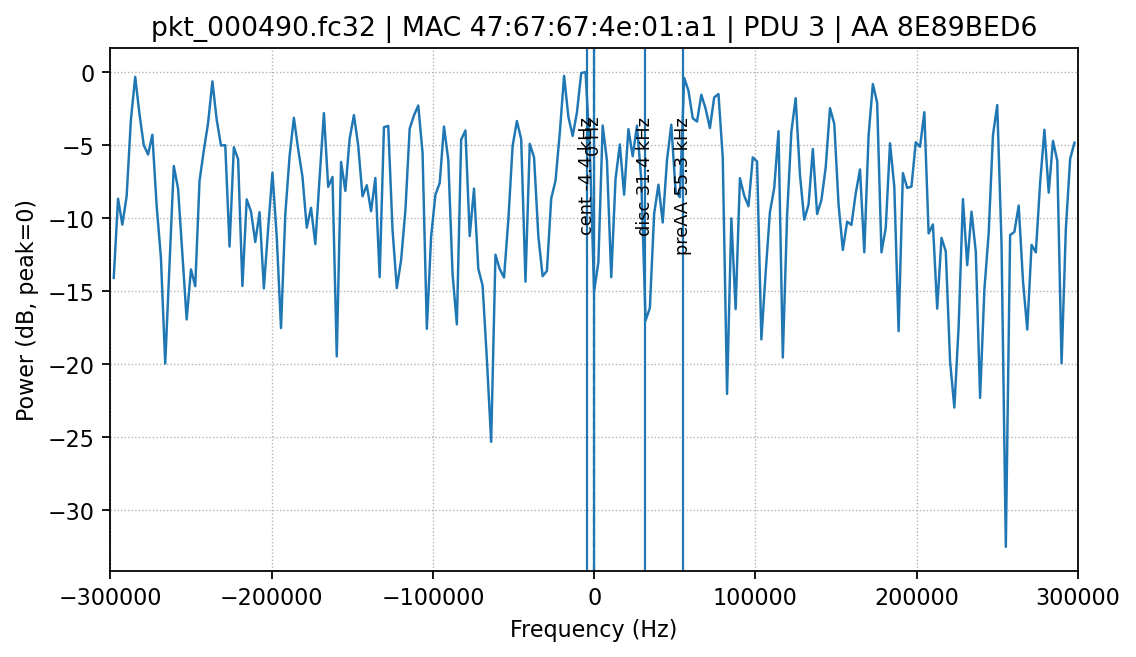 pkt_000490.fc32 | MAC 47:67:67:4e:01:a1 | PDU 3 | AA 8E89BED6
Power (dB, peak=0)
0
−5
−10
−15
−20
−25
−30
cent -4.4 kHz
0 Hz
disc 31.4 kHz
preAA 55.3 kHz
−300000
−200000
−100000
0
100000
200000
300000
Frequency (Hz)